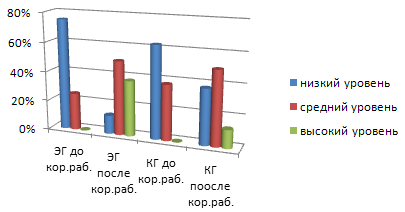 80%
60%
40%
20%
0%
ЭГ до
кор.раб.
ЭГ
после
кор.раб.
КГ до
кор.раб.
КГ
поосле
кор.раб.
низкий уровень
средний уровень
высокий уровень